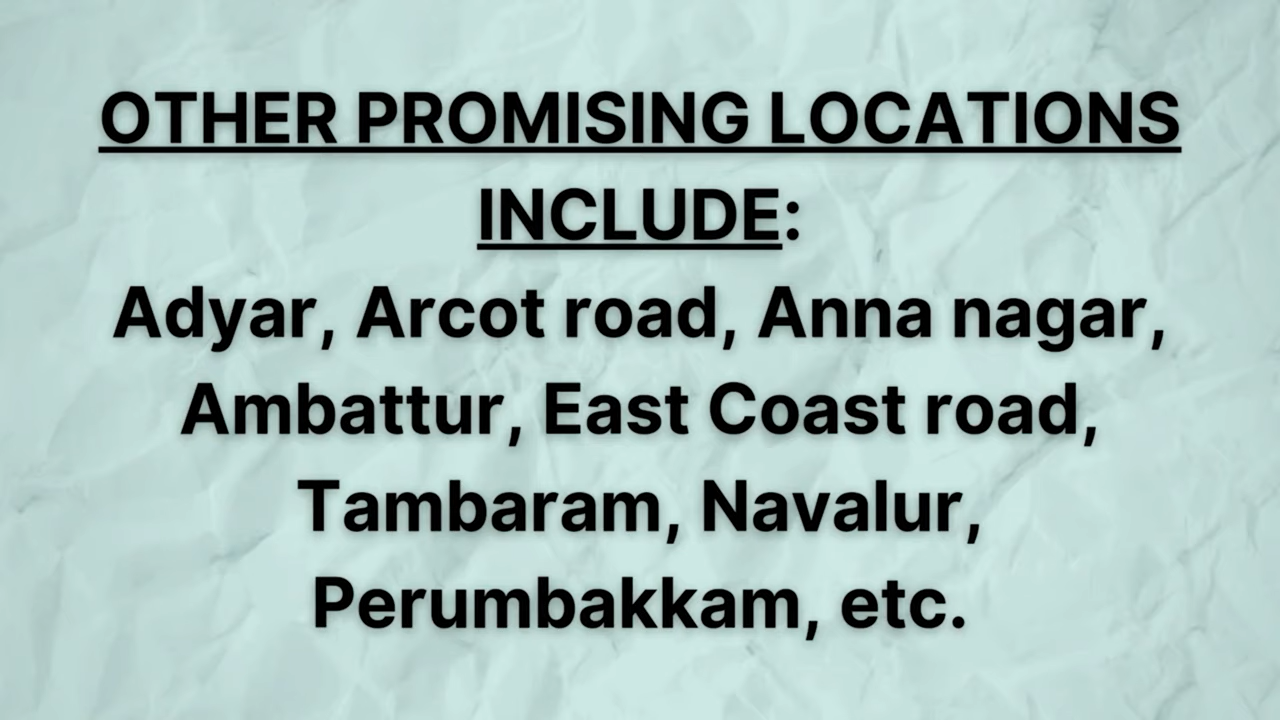 OTHER PROMISING LOCATIONS
INCLUDE:
Adyar, Arcot road, Anna nagar,
Ambattur, East Coast road,
Tambaram, Navalur,
Perumbakkam, etc.